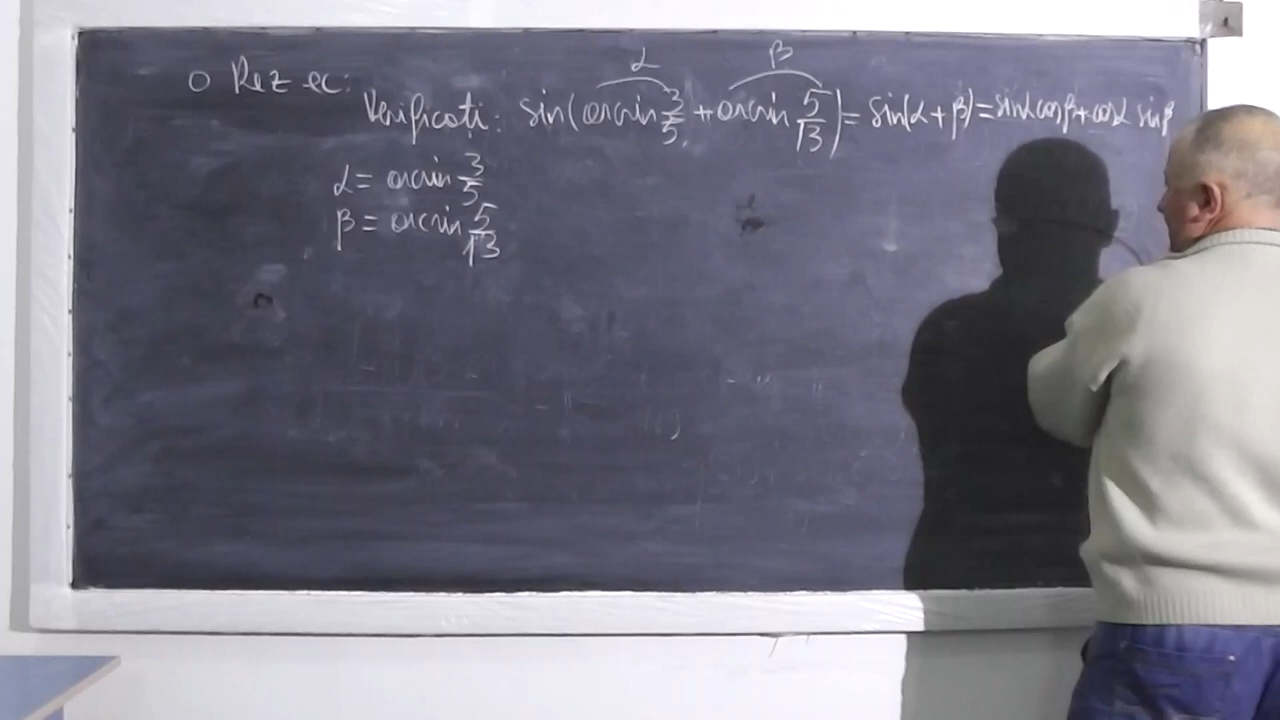 o Rez ec:
α β
Verificați: sin(arcsin 3/5 + arcsin 5/13) = sin(α + β) = sinα cosβ + cosα sinβ
α = arcsin 3/5
β = arcsin 5/13